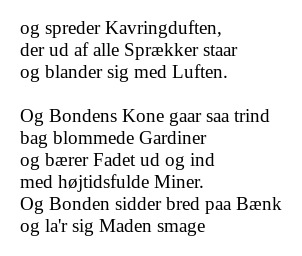 og spreder Kavringduften,
der ud af alle Sprækker staar
og blander sig med Luften.

Og Bondens Kone gaar saa trind
bag blommede Gardiner
og bærer Fadet ud og ind
med højtidsfulde Miner.
Og Bonden sidder bred paa Bænk
og la'r sig Maden smage